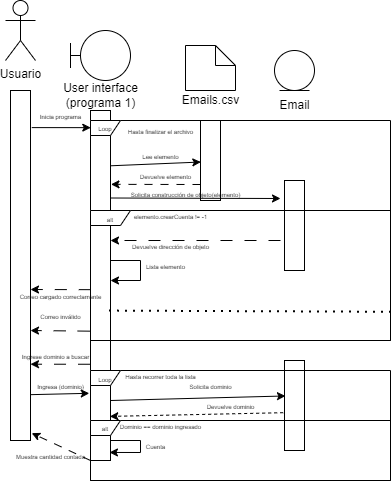 Usuario
User interface
(programa 1)
Emails.csv
Email
Inicia programa
Loop
Hasta finalizar el archivo
Lee elemento
Devuelve elemento
Solicita construcción de objeto(elemento)
alt
elemento.crearCuenta != -1
Devuelve dirección de objeto
Lista elemento
Correo cargado correctamente
Correo inválido
Ingrese dominio a buscar
Loop
Hasta recorrer toda la lista
Ingresa (dominio)
Solicita dominio
Devuelve dominio
alt
Dominio == dominio ingresado
Cuenta
Muestra cantidad contada